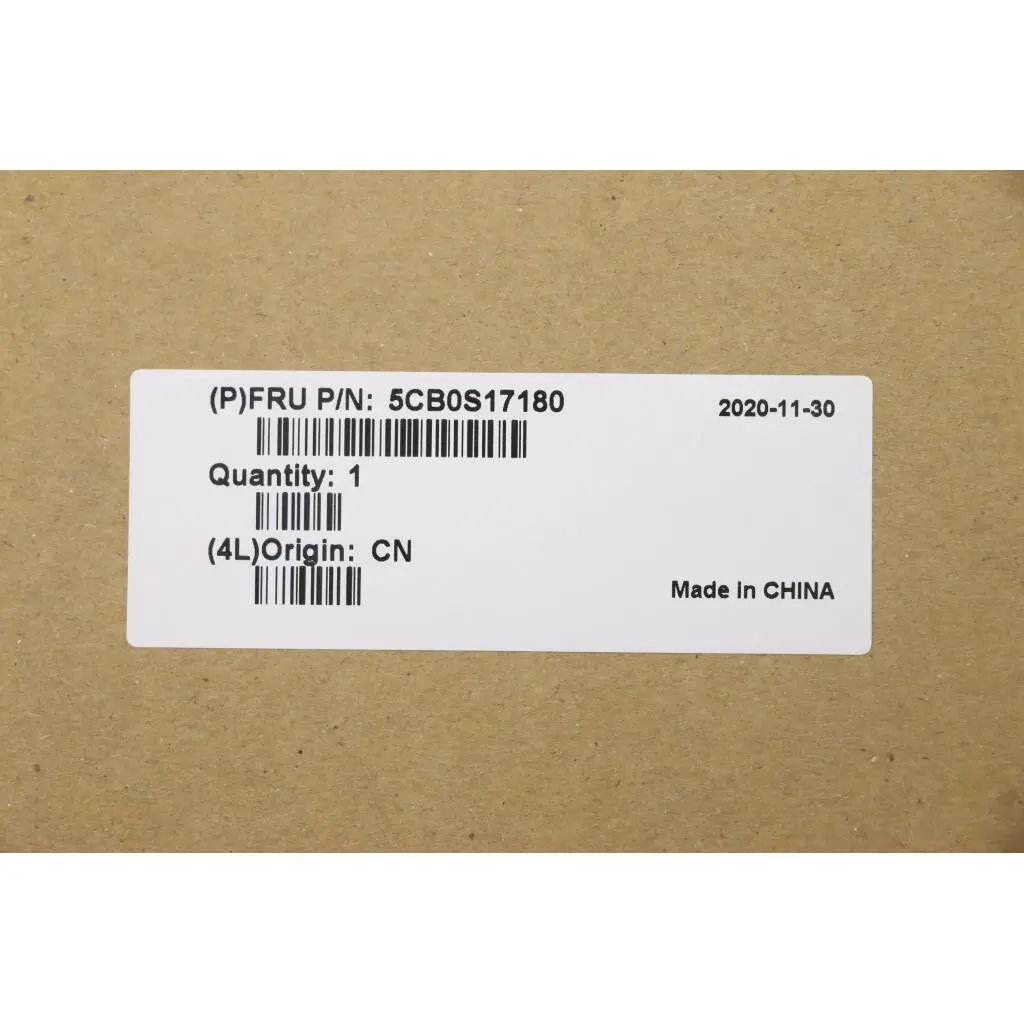 (P)FRU P/N: 5CB0S17180
2020-11-30
Quantity: 1
(4L)Origin: CN
Made in CHINA